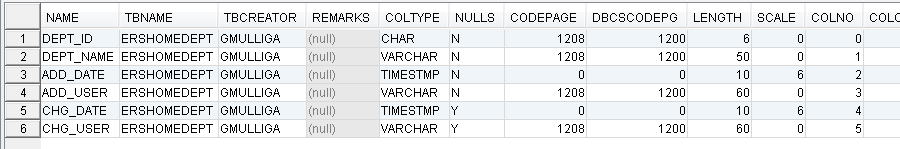 NAME TBNAME TBCREATOR REMARKS COLTYPE NULLS CODEPAGE DBCSCODEPG LENGTH SCALE COLNO COLC
1 DEPT_ID ERSHOMEDEPT GMULLIGA (null) CHAR N 1208 1200 6 0 0
2 DEPT_NAME ERSHOMEDEPT GMULLIGA (null) VARCHAR N 1208 1200 50 0 1
3 ADD_DATE ERSHOMEDEPT GMULLIGA (null) TIMESTMP N 0 0 10 6 2
4 ADD_USER ERSHOMEDEPT GMULLIGA (null) VARCHAR N 1208 1200 60 0 3
5 CHG_DATE ERSHOMEDEPT GMULLIGA (null) TIMESTMP Y 0 0 10 6 4
6 CHG_USER ERSHOMEDEPT GMULLIGA (null) VARCHAR Y 1208 1200 60 0 5